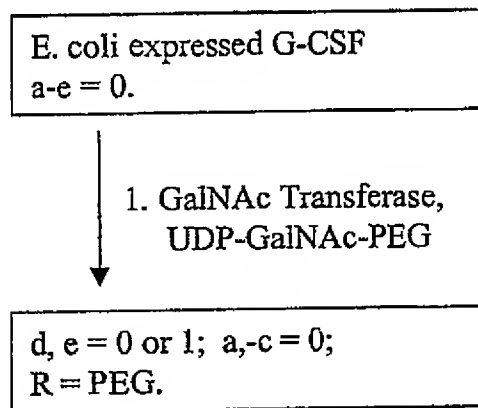 E. coli expressed G-CSF
a-e = 0.
1. GalNAc Transferase,
UDP-GalNAc-PEG
d, e = 0 or 1; a,-c = 0;
R = PEG.